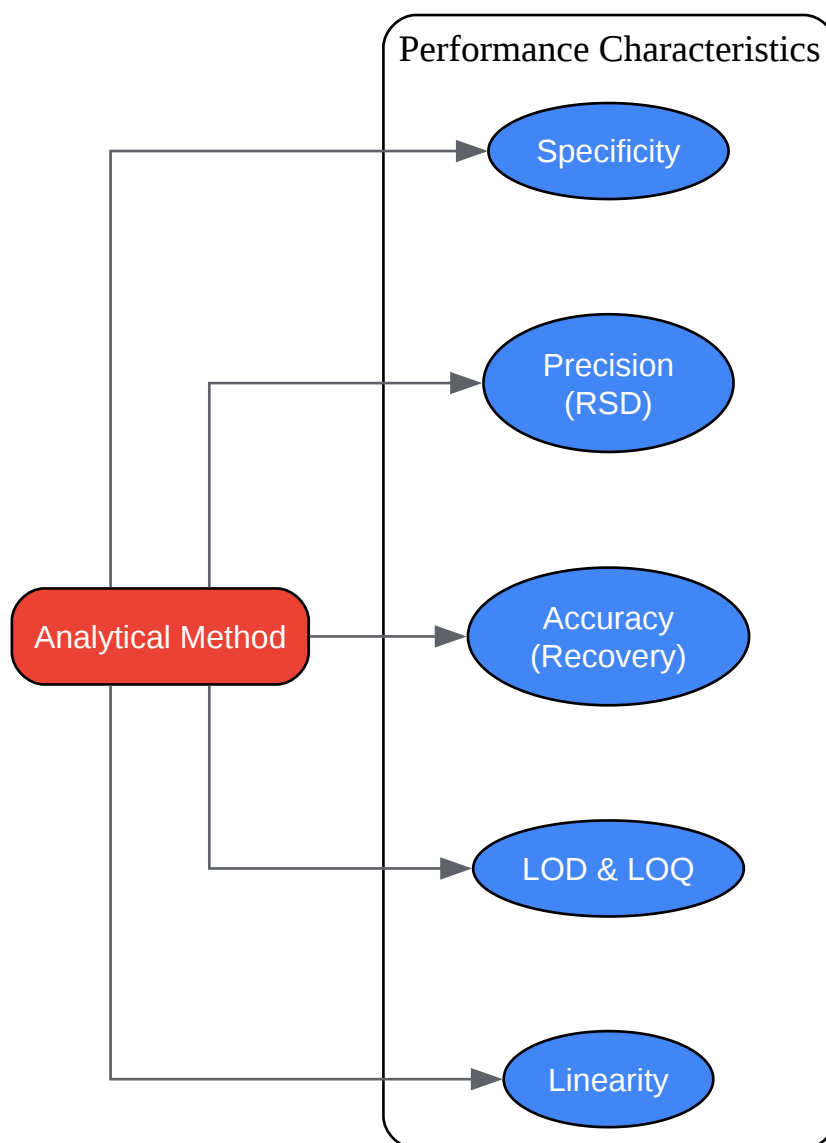 Performance Characteristics
Specificity
Precision
(RSD)
Analytical Method
Accuracy
(Recovery)
LOD & LOQ
Linearity